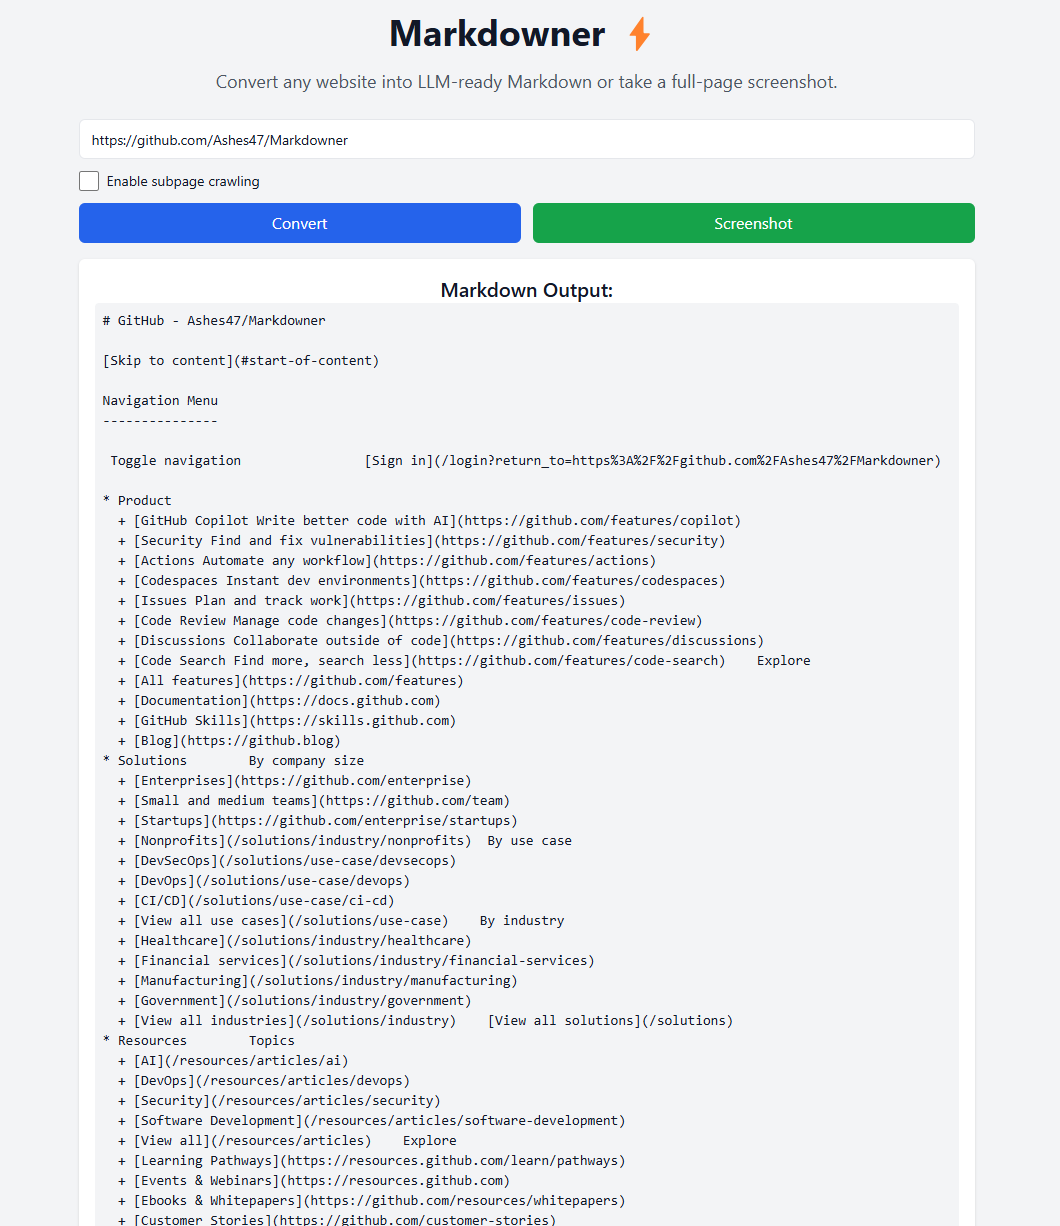 Markdowner
Convert any website into LLM-ready Markdown or take a full-page screenshot.
https://github.com/Ashes47/Markdowner
Enable subpage crawling
Convert
Screenshot
Markdown Output:
# GitHub - Ashes47/Markdowner
[Skip to content](#start-of-content)
Navigation Menu
---------------
Toggle navigation                [Sign in](/login?return_to=https%3A%2F%2Fgithub.com%2FAshes47%2FMarkdowner)
* Product
  + [GitHub Copilot Write better code with AI](https://github.com/features/copilot)
  + [Security Find and fix vulnerabilities](https://github.com/features/security)
  + [Actions Automate any workflow](https://github.com/features/actions)
  + [Codespaces Instant dev environments](https://github.com/features/codespaces)
  + [Issues Plan and track work](https://github.com/features/issues)
  + [Code Review Manage code changes](https://github.com/features/code-review)
  + [Discussions Collaborate outside of code](https://github.com/features/discussions)
  + [Code Search Find more, search less](https://github.com/features/code-search)    Explore
  + [All features](https://github.com/features)
  + [Documentation](https://docs.github.com)
  + [GitHub Skills](https://skills.github.com)
  + [Blog](https://github.blog)
* Solutions        By company size
  + [Enterprises](https://github.com/enterprise)
  + [Small and medium teams](https://github.com/team)
  + [Startups](https://github.com/enterprise/startups)
  + [Nonprofits](/solutions/industry/nonprofits)  By use case
  + [DevSecOps](/solutions/use-case/devsecops)
  + [DevOps](/solutions/use-case/devops)
  + [CI/CD](/solutions/use-case/ci-cd)
  + [View all use cases](/solutions/use-case)    By industry
  + [Healthcare](/solutions/industry/healthcare)
  + [Financial services](/solutions/industry/financial-services)
  + [Manufacturing](/solutions/industry/manufacturing)
  + [Government](/solutions/industry/government)
  + [View all industries](/solutions/industry)    [View all solutions](/solutions)
* Resources        Topics
  + [AI](/resources/articles/ai)
  + [DevOps](/resources/articles/devops)
  + [Security](/resources/articles/security)
  + [Software Development](/resources/articles/software-development)
  + [View all](/resources/articles)    Explore
  + [Learning Pathways](https://resources.github.com/learn/pathways)
  + [Events & Webinars](https://resources.github.com)
  + [Ebooks & Whitepapers](https://github.com/resources/whitepapers)
  + [Customer Stories](https://github.com/customer-stories)